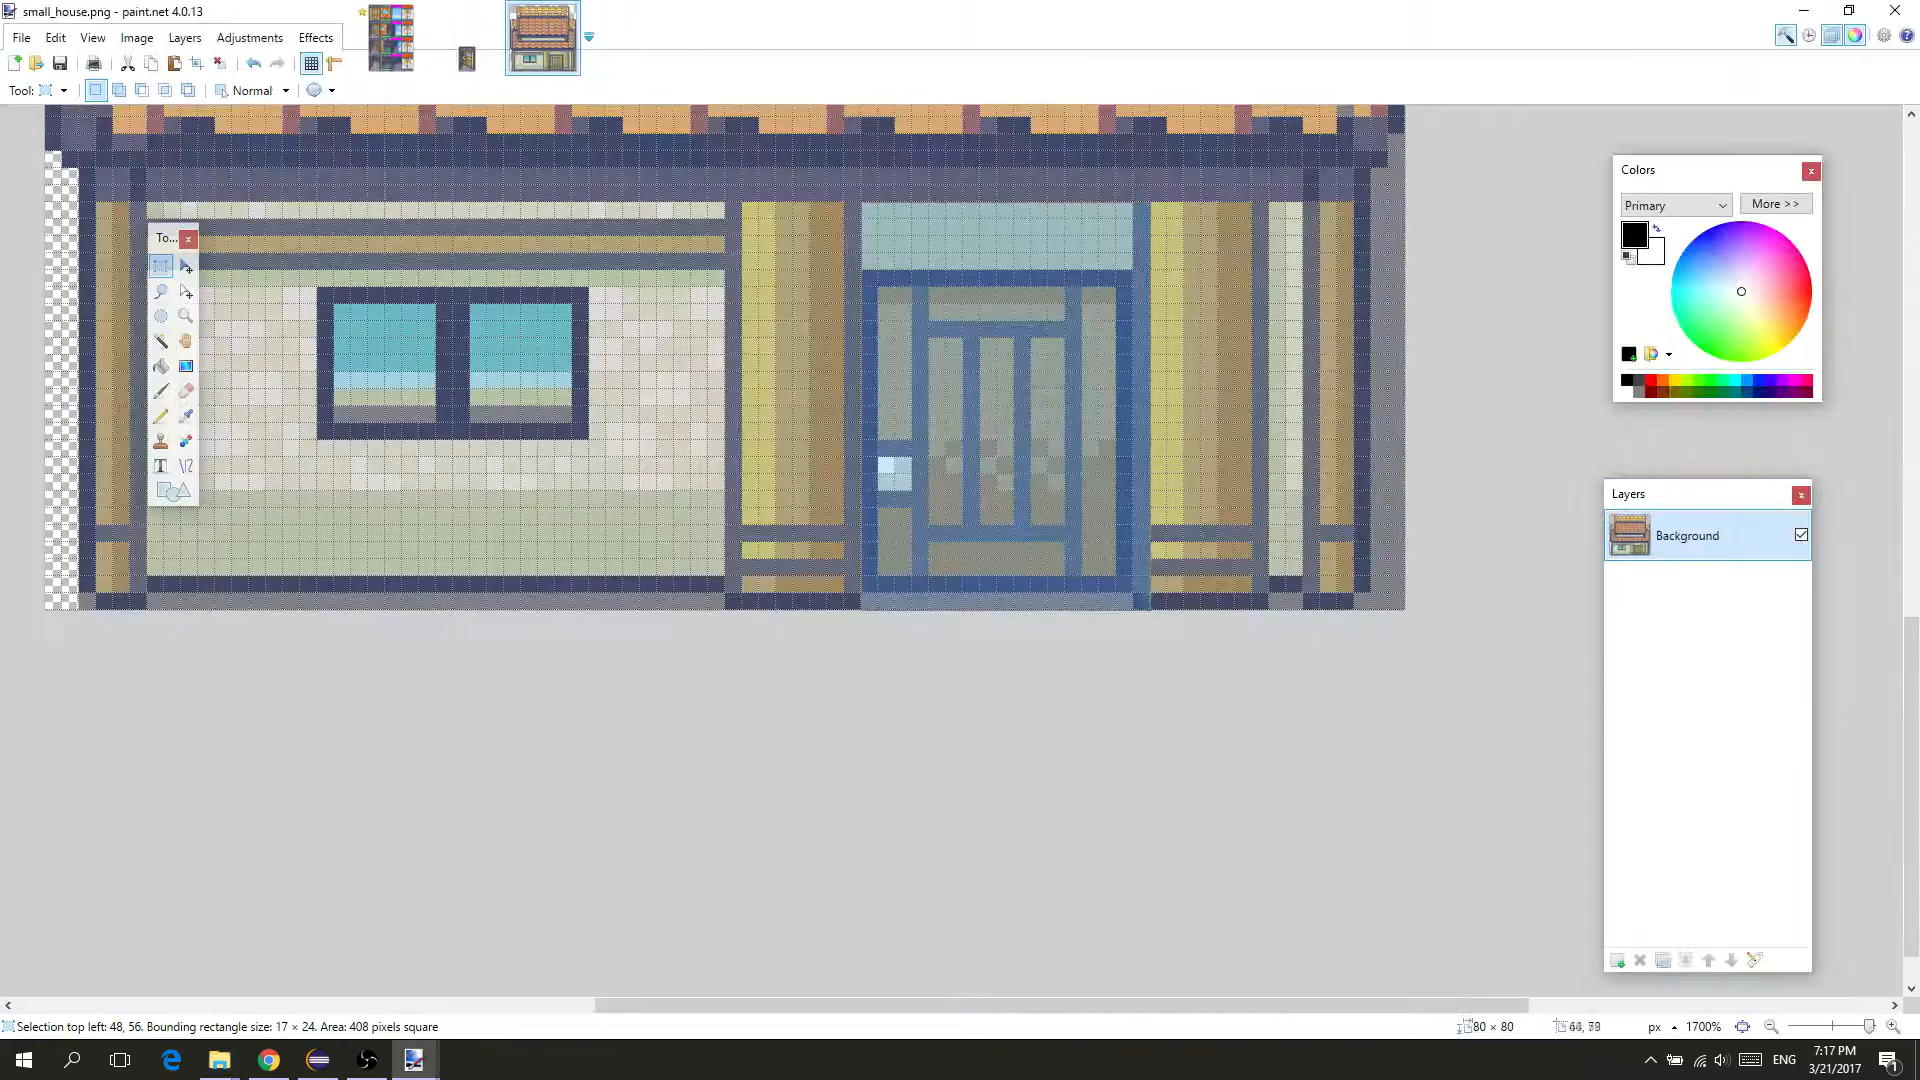 small_house.png - paint.net 4.0.13
File Edit View Image Layers Adjustments Effects
Tool: Normal
To...
Colors
Primary More >>
Layers
Background
Selection top left: 48, 56. Bounding rectangle size: 17 × 24. Area: 408 pixels square
80 × 80
px 1700%
ENG
7:17 PM
3/21/2017
1